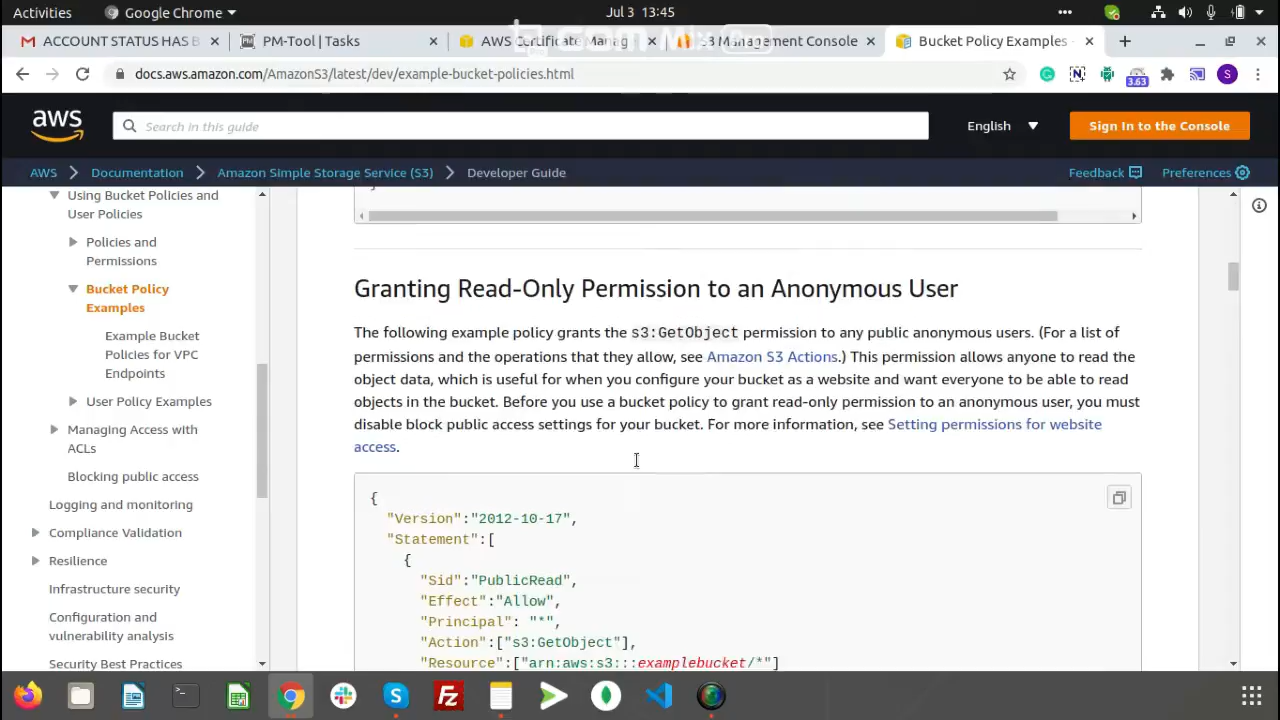 Activities
Google Chrome
Jul 3 13:45
ACCOUNT STATUS HAS B
PM-Tool | Tasks
AWS Certificate Manag
S3 Management Console
Bucket Policy Examples -
docs.aws.amazon.com/AmazonS3/latest/dev/example-bucket-policies.html
3.63
S
aws
Search in this guide
English
Sign In to the Console
AWS
Documentation
Amazon Simple Storage Service (S3)
Developer Guide
Feedback
Preferences
Using Bucket Policies and
User Policies
Policies and
Permissions
Bucket Policy
Examples
Example Bucket
Policies for VPC
Endpoints
User Policy Examples
Managing Access with
ACLs
Blocking public access
Logging and monitoring
Compliance Validation
Resilience
Infrastructure security
Configuration and
vulnerability analysis
Security Best Practices
Granting Read-Only Permission to an Anonymous User
The following example policy grants the s3:GetObject permission to any public anonymous users. (For a list of
permissions and the operations that they allow, see Amazon S3 Actions.) This permission allows anyone to read the
object data, which is useful for when you configure your bucket as a website and want everyone to be able to read
objects in the bucket. Before you use a bucket policy to grant read-only permission to an anonymous user, you must
disable block public access settings for your bucket. For more information, see Setting permissions for website
access.
{
"Version":"2012-10-17",
"Statement":[
{
"Sid":"PublicRead",
"Effect":"Allow",
"Principal": "*",
"Action":["s3:GetObject"],
"Resource":["arn:aws:s3:::examplebucket/*"]